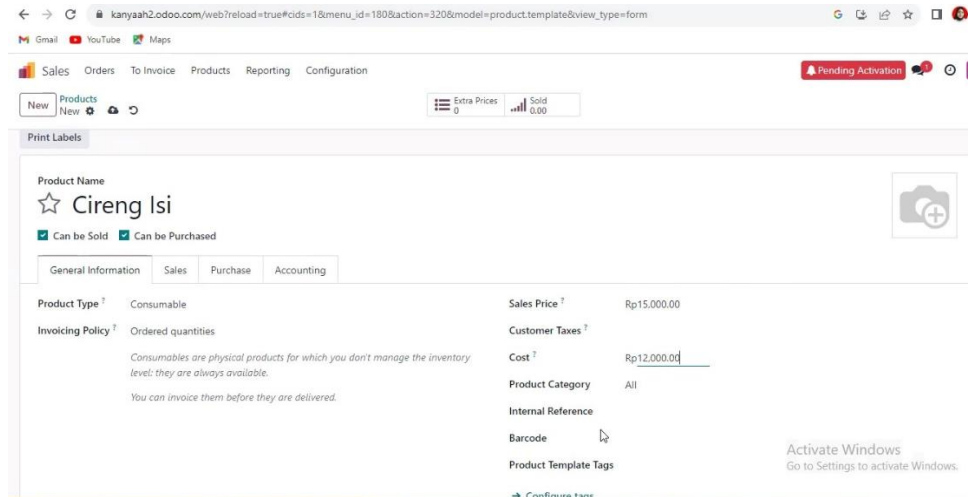 kanyaah2.odoo.com/web?reload=true#cids=1&menu_id=180&action=320&model=product.template&view_type=form
Gmail YouTube Maps
Sales Orders To Invoice Products Reporting Configuration Pending Activation
New Products Extra Prices Sold
New 0 0.00
Print Labels
Product Name
Cireng Isi
Can be Sold Can be Purchased
General Information Sales Purchase Accounting
Product Type ? Consumable Sales Price ? Rp15,000.00
Invoicing Policy ? Ordered quantities Customer Taxes ?
Consumables are physical products for which you don't manage the inventory Cost ? Rp12,000.00
level: they are always available.
Product Category All
You can invoice them before they are delivered.
Internal Reference
Barcode
Activate Windows
Product Template Tags Go to Settings to activate Windows.
Configure tags